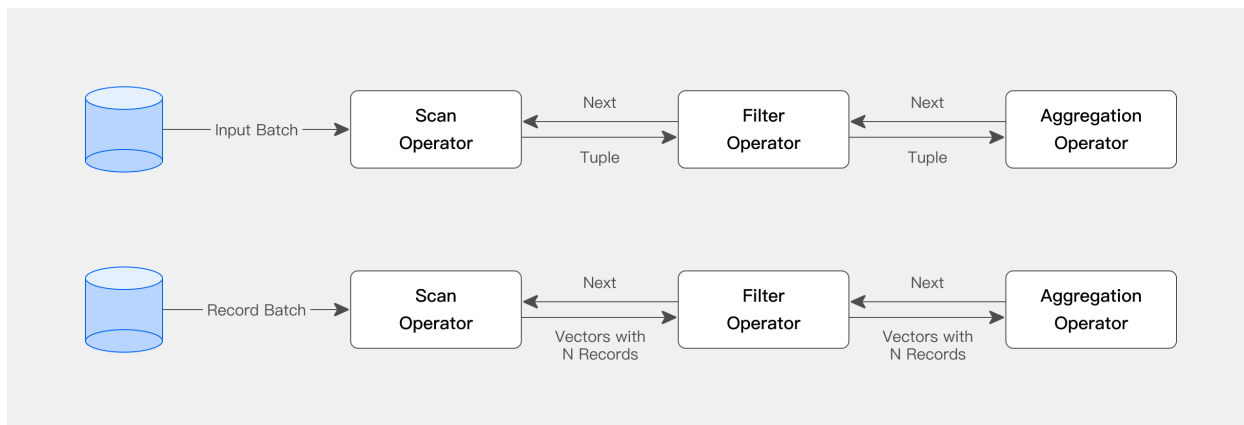 Next
Next
Scan
Operator
Filter
Operator
Aggregation
Operator
Input Batch
Tuple
Tuple
Next
Next
Scan
Operator
Filter
Operator
Aggregation
Operator
Record Batch
Vectors with
N Records
Vectors with
N Records